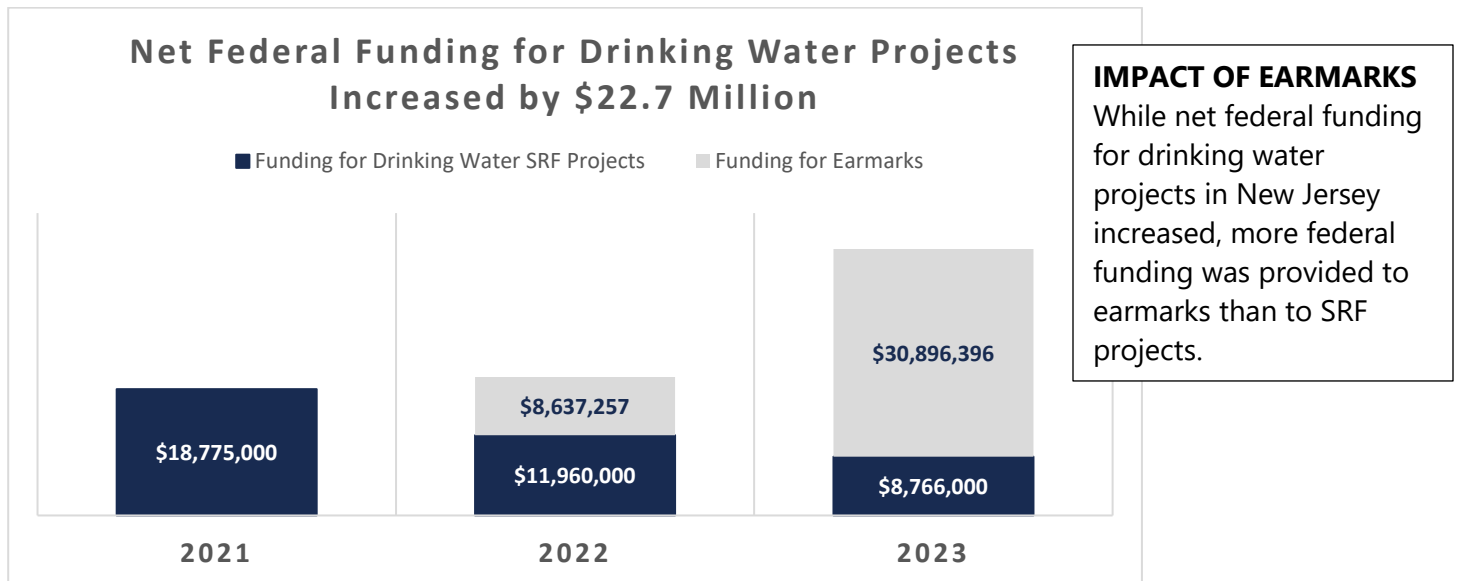 Net Federal Funding for Drinking Water Projects
Increased by $22.7 Million
Funding for Drinking Water SRF Projects
Funding for Earmarks
$18,775,000
$8,637,257
$11,960,000
$30,896,396
$8,766,000
2021
2022
2023
IMPACT OF EARMARKS
While net federal funding
for drinking water
projects in New Jersey
increased, more federal
funding was provided to
earmarks than to SRF
projects.